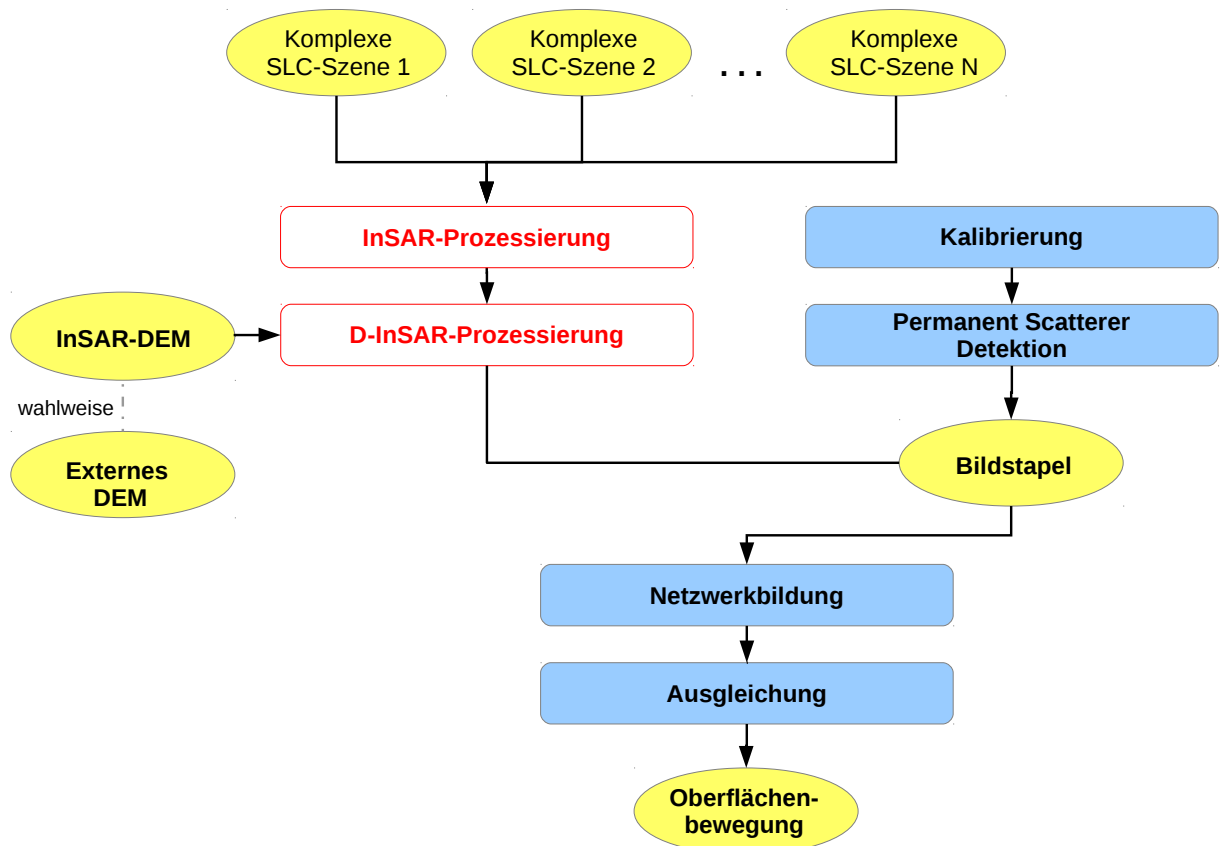 Komplexe
SLC-Szene 1
Komplexe
SLC-Szene 2
...
Komplexe
SLC-Szene N
InSAR-Prozessierung
Kalibrierung
InSAR-DEM
D-InSAR-Prozessierung
Permanent Scatterer
Detektion
wahlweise
Externes
DEM
Bildstapel
Netzwerkbildung
Ausgleichung
Oberflächen-
bewegung